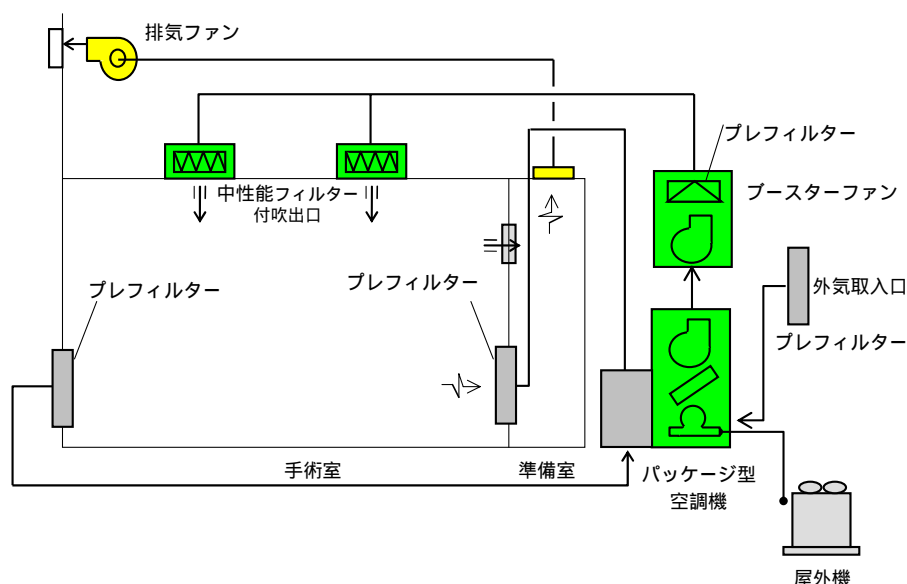 排気ファン
プレフィルター
中性能フィルター
付吹出口
ブースターファン
プレフィルター
プレフィルター
外気取入口
プレフィルター
手術室
準備室
パッケージ型
空調機
屋外機